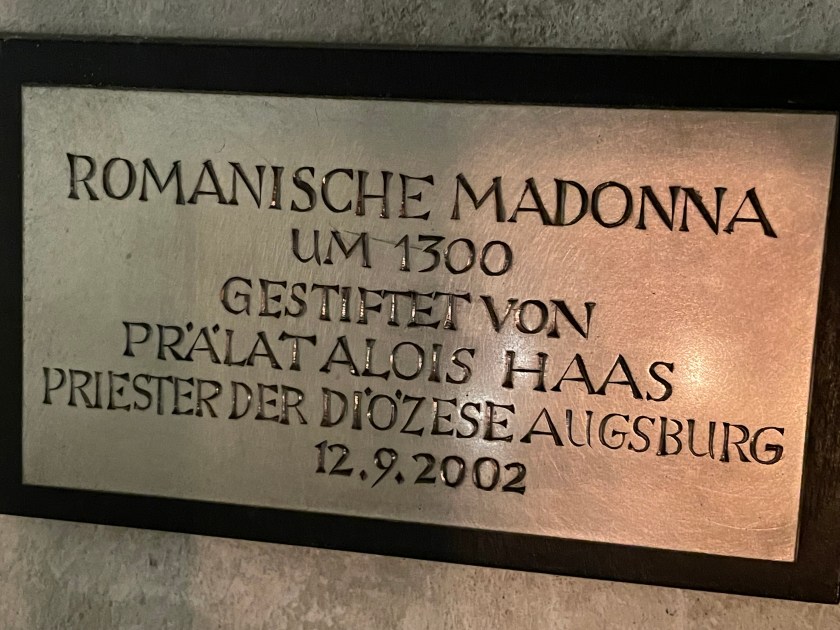 ROMANISCHE MADONNA
UM 1300
GESTIFTET VON
PRÄLAT ALOIS HAAS
PRIESTER DER DIÖZESE AUGSBURG
12.9.2002